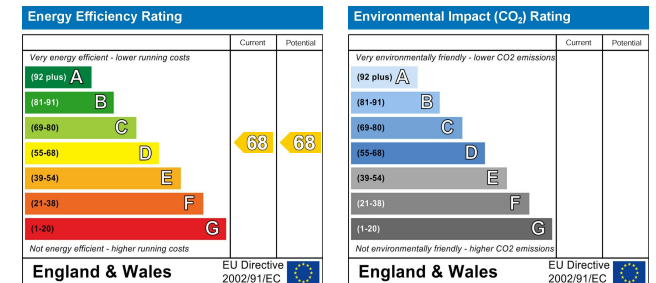 Energy Efficiency Rating
Current Potential
Very energy efficient - lower running costs
(92 plus) A
(81-91) B
(69-80) C
(55-68) D
68 68
(39-54) E
(21-38) F
(1-20) G
Not energy efficient - higher running costs
England & Wales
EU Directive
2002/91/EC
Environmental Impact (CO₂) Rating
Current Potential
Very environmentally friendly - lower CO2 emissions
(92 plus) A
(81-91) B
(69-80) C
(55-68) D
(39-54) E
(21-38) F
(1-20) G
Not environmentally friendly - higher CO2 emissions
England & Wales
EU Directive
2002/91/EC